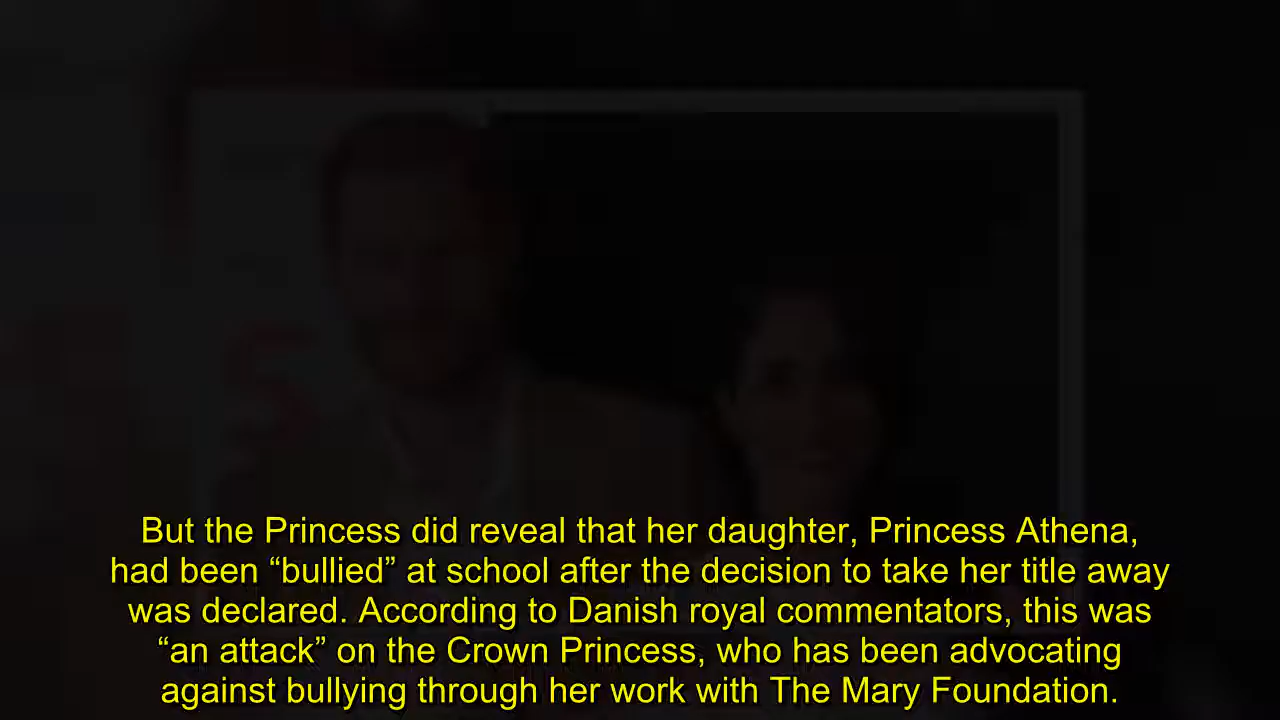 But the Princess did reveal that her daughter, Princess Athena,
had been “bullied” at school after the decision to take her title away
was declared. According to Danish royal commentators, this was
“an attack” on the Crown Princess, who has been advocating
against bullying through her work with The Mary Foundation.